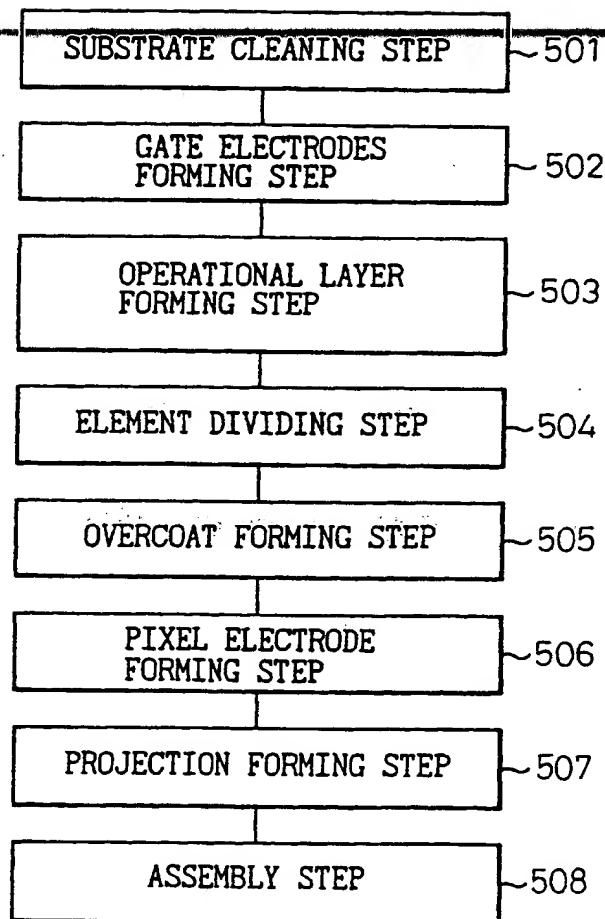 SUBSTRATE CLEANING STEP ~501
GATE ELECTRODES
FORMING STEP ~502
OPERATIONAL LAYER
FORMING STEP ~503
ELEMENT DIVIDING STEP ~504
OVERCOAT FORMING STEP ~505
PIXEL ELECTRODE
FORMING STEP ~506
PROJECTION FORMING STEP ~507
ASSEMBLY STEP ~508